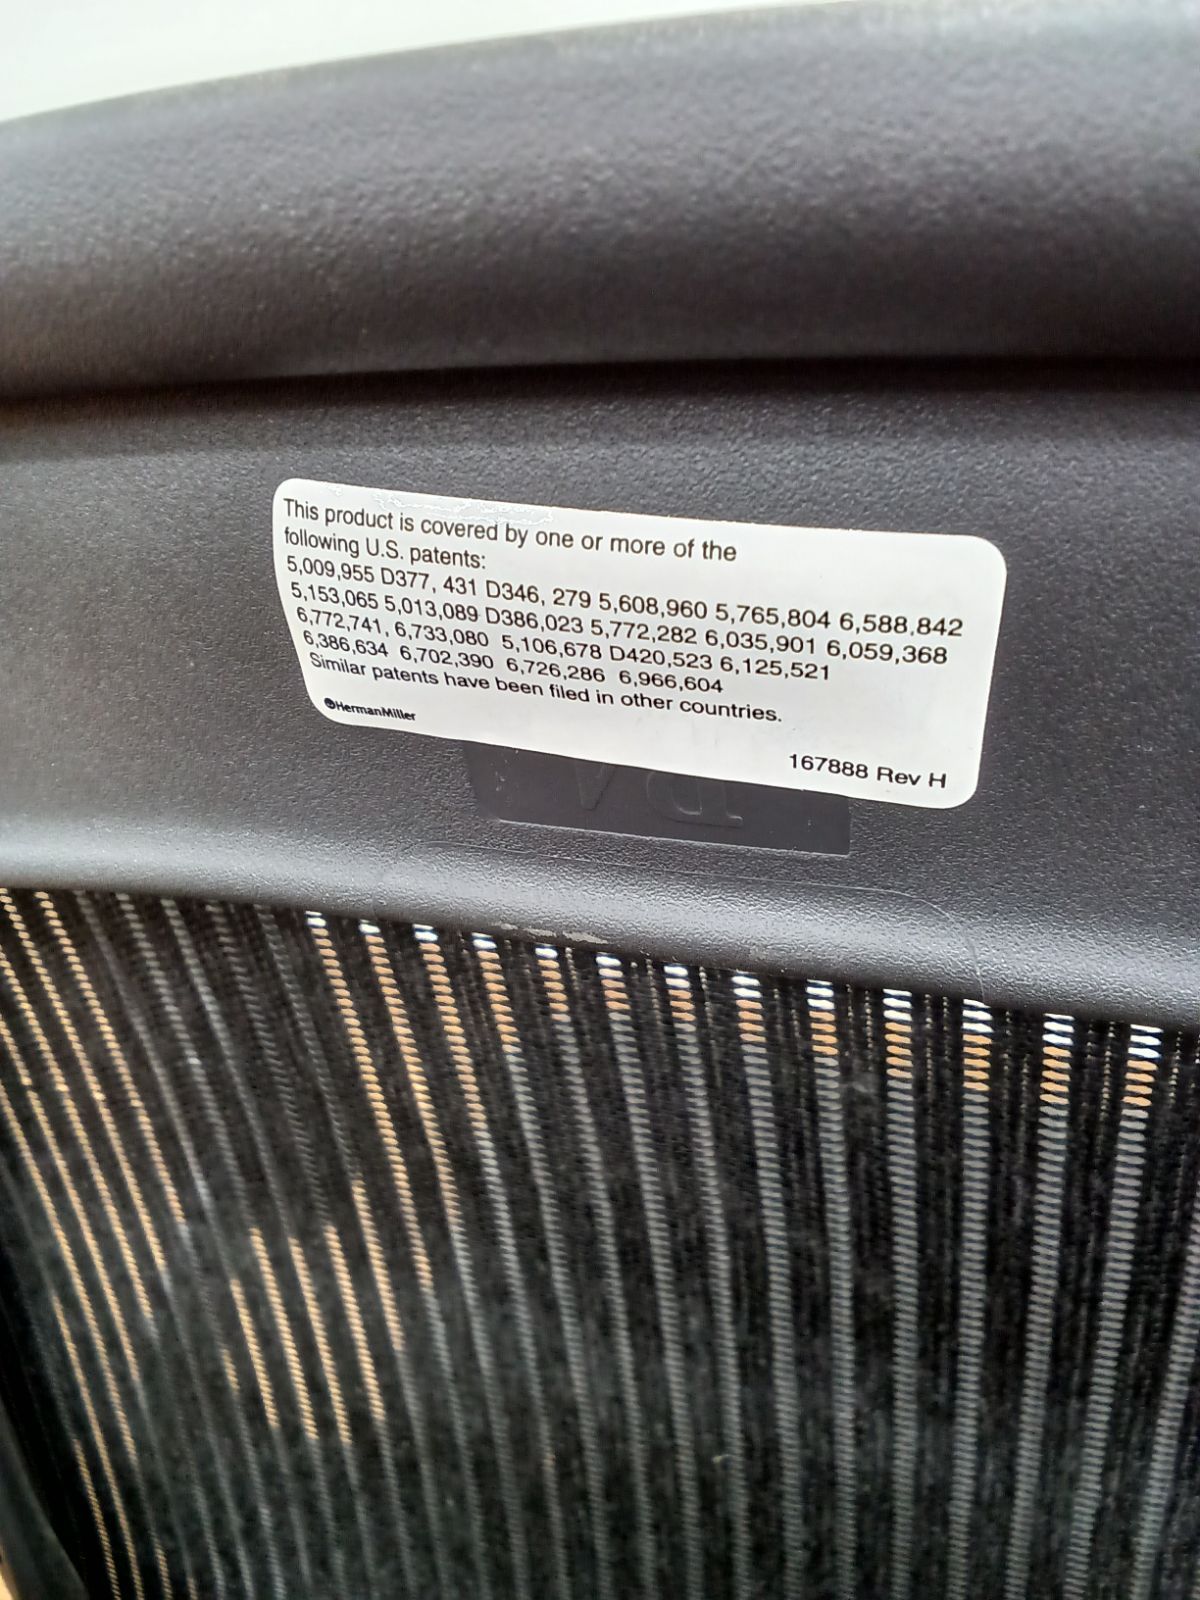 This product is covered by one or more of the
following U.S. patents:
5,009,955 D377, 431 D346, 279 5,608,960 5,765,804 6,588,842
5,153,065 5,013,089 D386,023 5,772,282 6,035,901 6,059,368
6,772,741, 6,733,080 5,106,678 D420,523 6,125,521
6,386,634 6,702,390 6,726,286 6,966,604
Similar patents have been filed in other countries.
HermanMiller
167888 Rev H